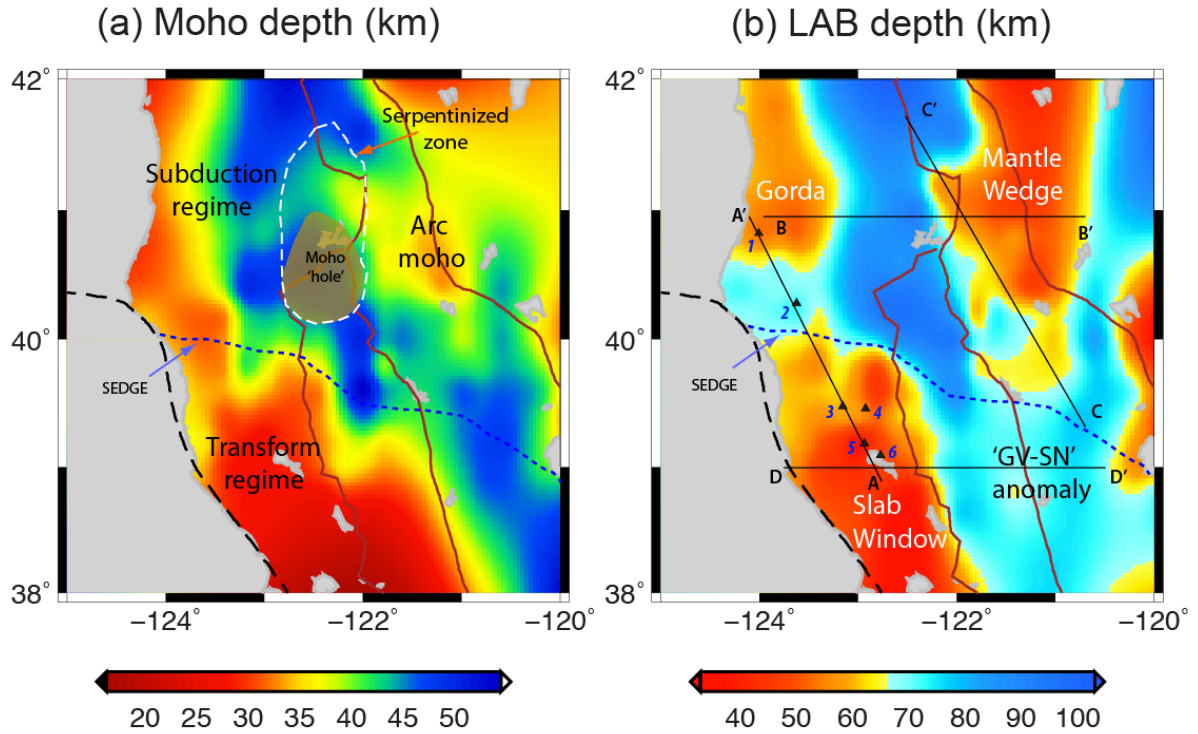 (a) Moho depth (km)
42°
40°
38°
Serpentinized
zone
Subduction
regime
Arc
moho
Moho
'hole'
SEDGE
Transform
regime
−124° −122° −120°
20 25 30 35 40 45 50
(b) LAB depth (km)
42°
40°
38°
C'
Mantle
Wedge
Gorda
A'
B
B'
1
2
SEDGE
3
4
C
5
6
'GV-SN'
anomaly
D
A
D'
Slab
Window
−124° −122° −120°
40 50 60 70 80 90 100